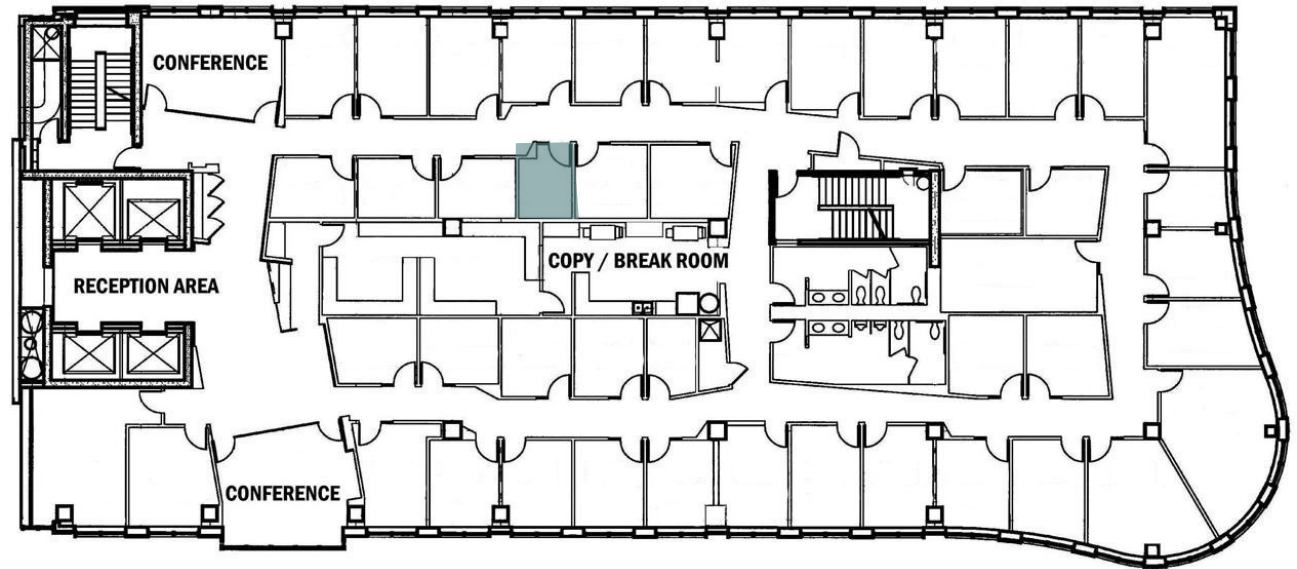 CONFERENCE
COPY / BREAK ROOM
RECEPTION AREA
CONFERENCE